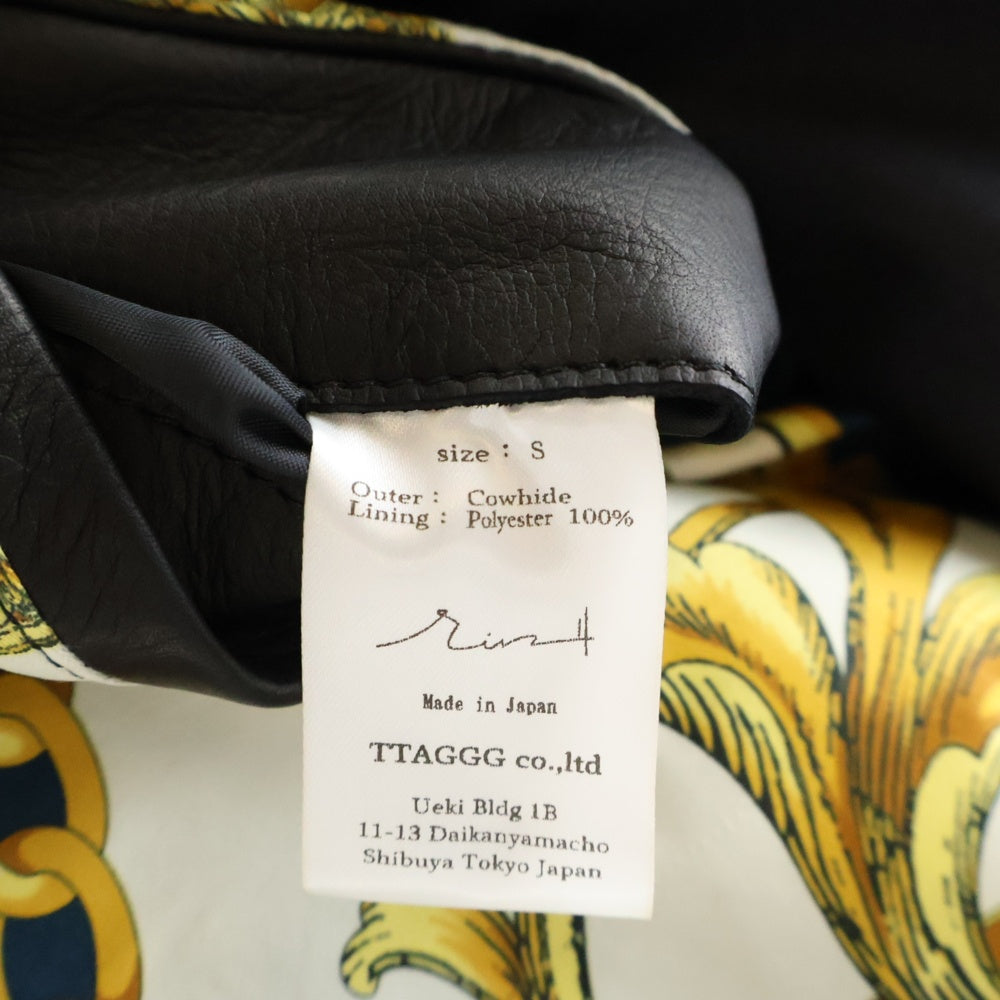 size : S
Outer : Cowhide
Lining : Polyester 100%
Made in Japan
TTAGGG co.,ltd
Ueki Bldg 1B
11-13 Daikanyamacho
Shibuya Tokyo Japan